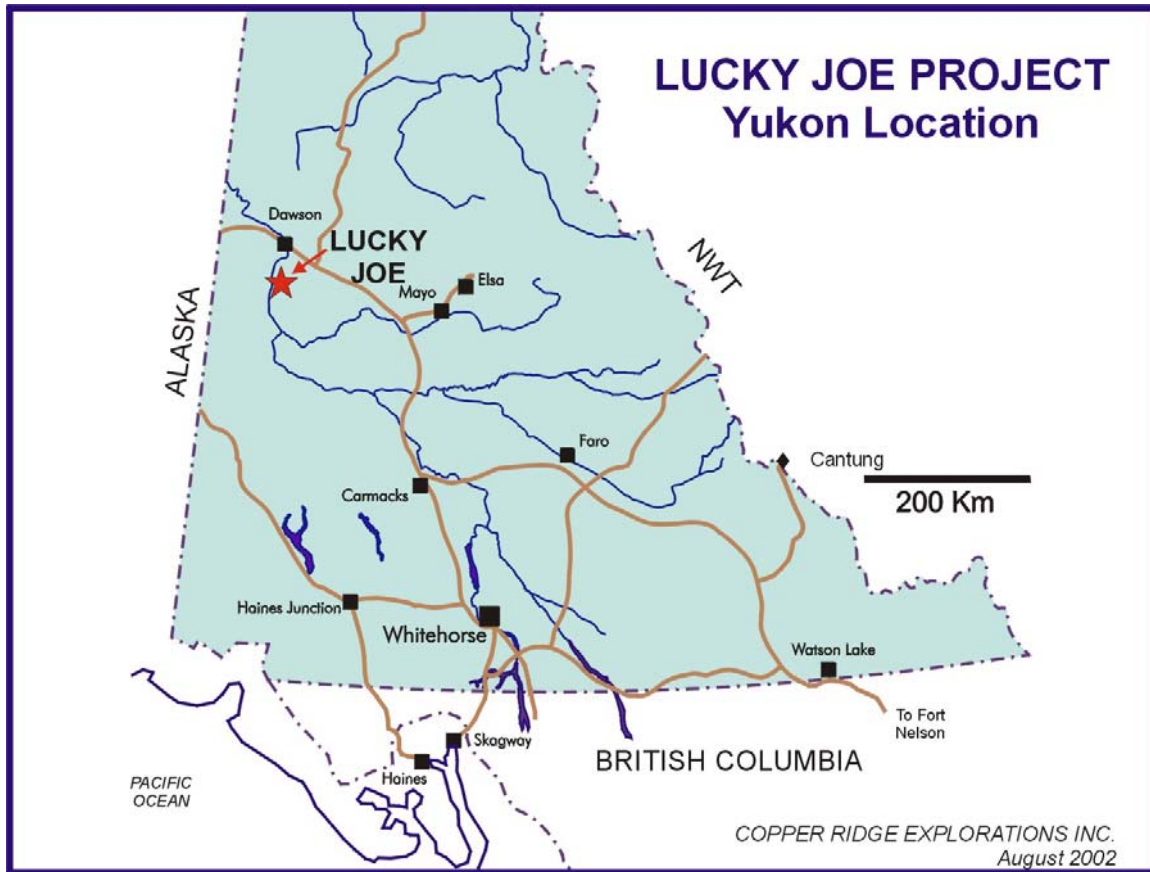 LUCKY JOE PROJECT
Yukon Location
Dawson
LUCKY
JOE
Elsa
Mayo
NWT
ALASKA
Faro
Cantung
200 Km
Carmacks
Haines Junction
Whitehorse
Watson Lake
To Fort
Nelson
Skagway
BRITISH COLUMBIA
Haines
PACIFIC
OCEAN
COPPER RIDGE EXPLORATIONS INC.
August 2002